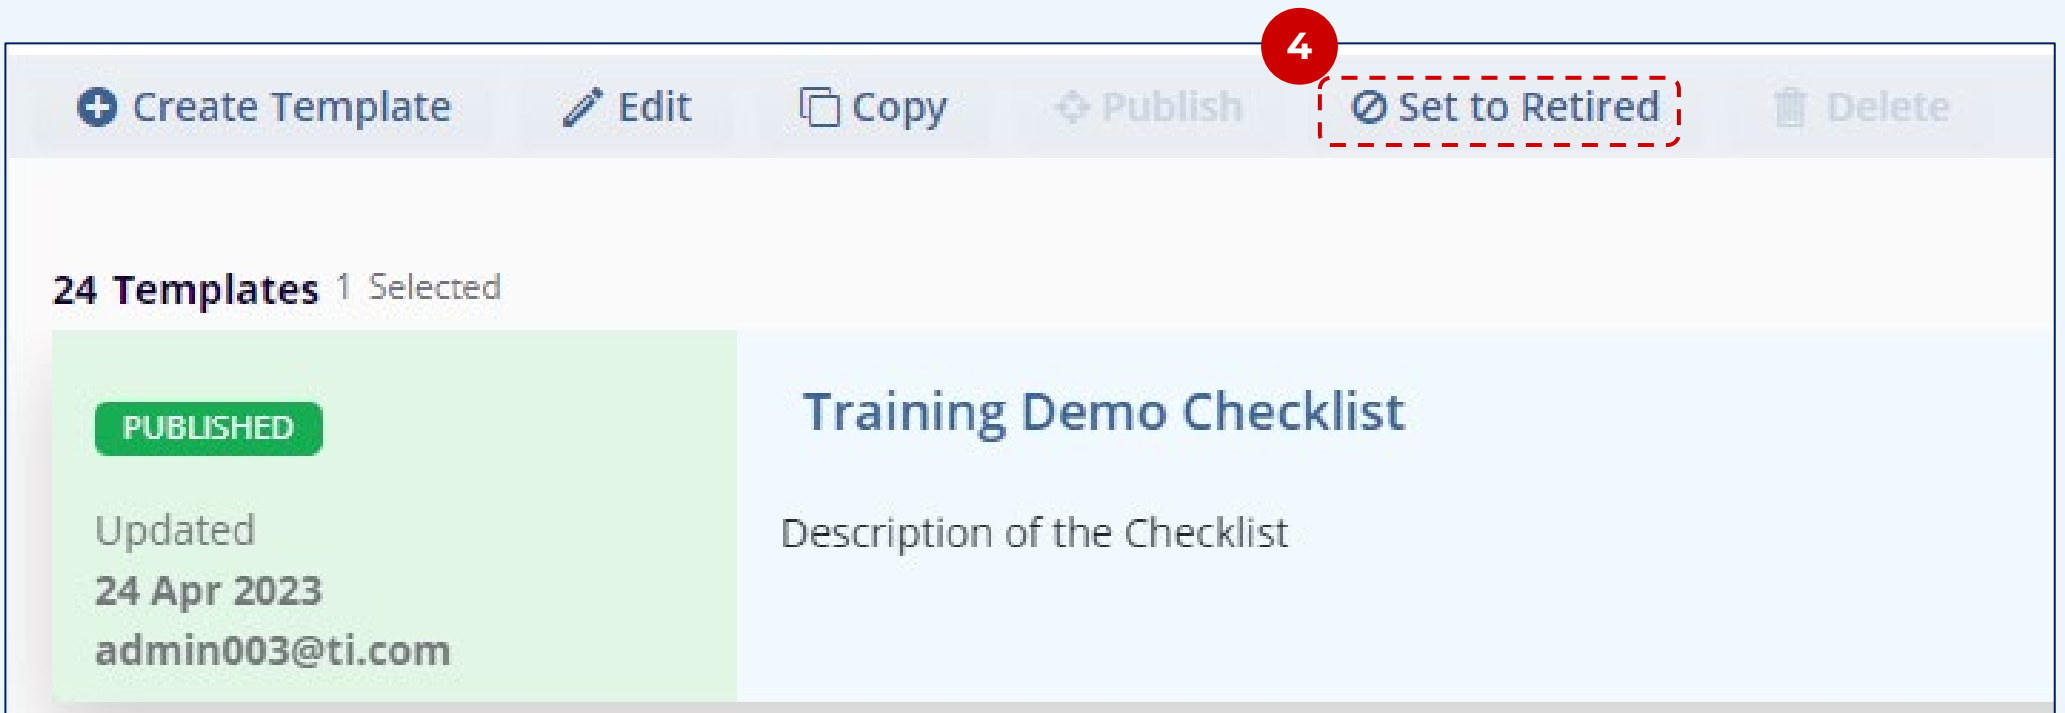 4
Create Template Edit Copy Publish Set to Retired Delete
24 Templates 1 Selected
PUBLISHED
Training Demo Checklist
Updated
Description of the Checklist
24 Apr 2023
admin003@ti.com